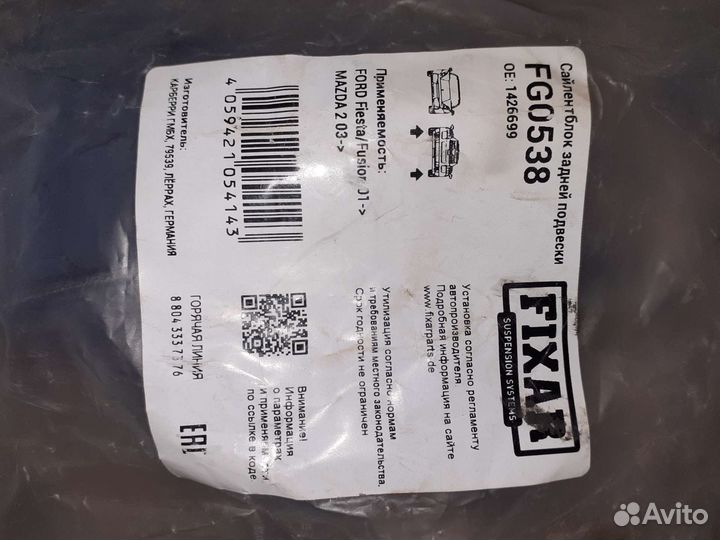 Сайлентблок задней подвески
FG0538
OE: 1426699
Применяемость:
FORD Fiesta/Fusion 01->
MAZDA 2 03->
4 059421 054143
Изготовитель:
КАРБЕРРИ ГМБХ, 79539, ЛЁРРАХ, ГЕРМАНИЯ
FIXAR
SUSPENSION SYSTEMS
Установка согласно регламенту
автопроизводителя
Подробная информация на сайте
www.fixarparts.de
Утилизация согласно нормам
и требованиям местного законодательства.
Срок годности не ограничен
Внимание!
Информация
о параметрах
и применяемости
по ссылке в коде
ГОРЯЧАЯ ЛИНИЯ
8 804 333 7376
EAC
Avito